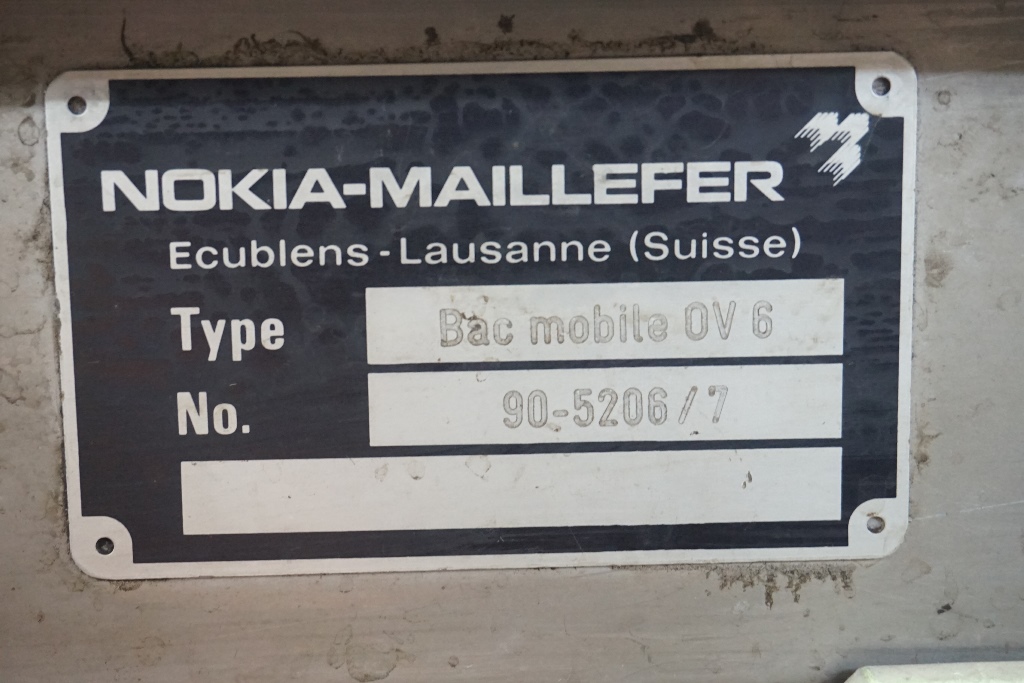 NOKIA-MAILLEFER
Ecublens - Lausanne (Suisse)
Type Bac mobile OV 6
No. 90-5206/7